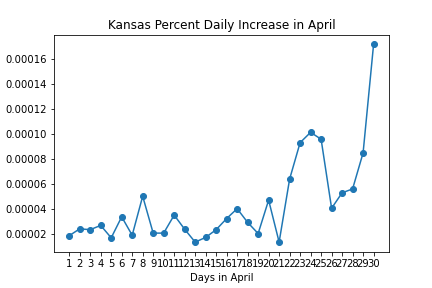 Kansas Percent Daily Increase in April
0.00016
0.00014
0.00012
0.00010
0.00008
0.00006
0.00004
0.00002
1 2 3 4 5 6 7 8 9 10 11 12 13 14 15 16 17 18 19 20 21 22 23 24 25 26 27 28 29 30
Days in April